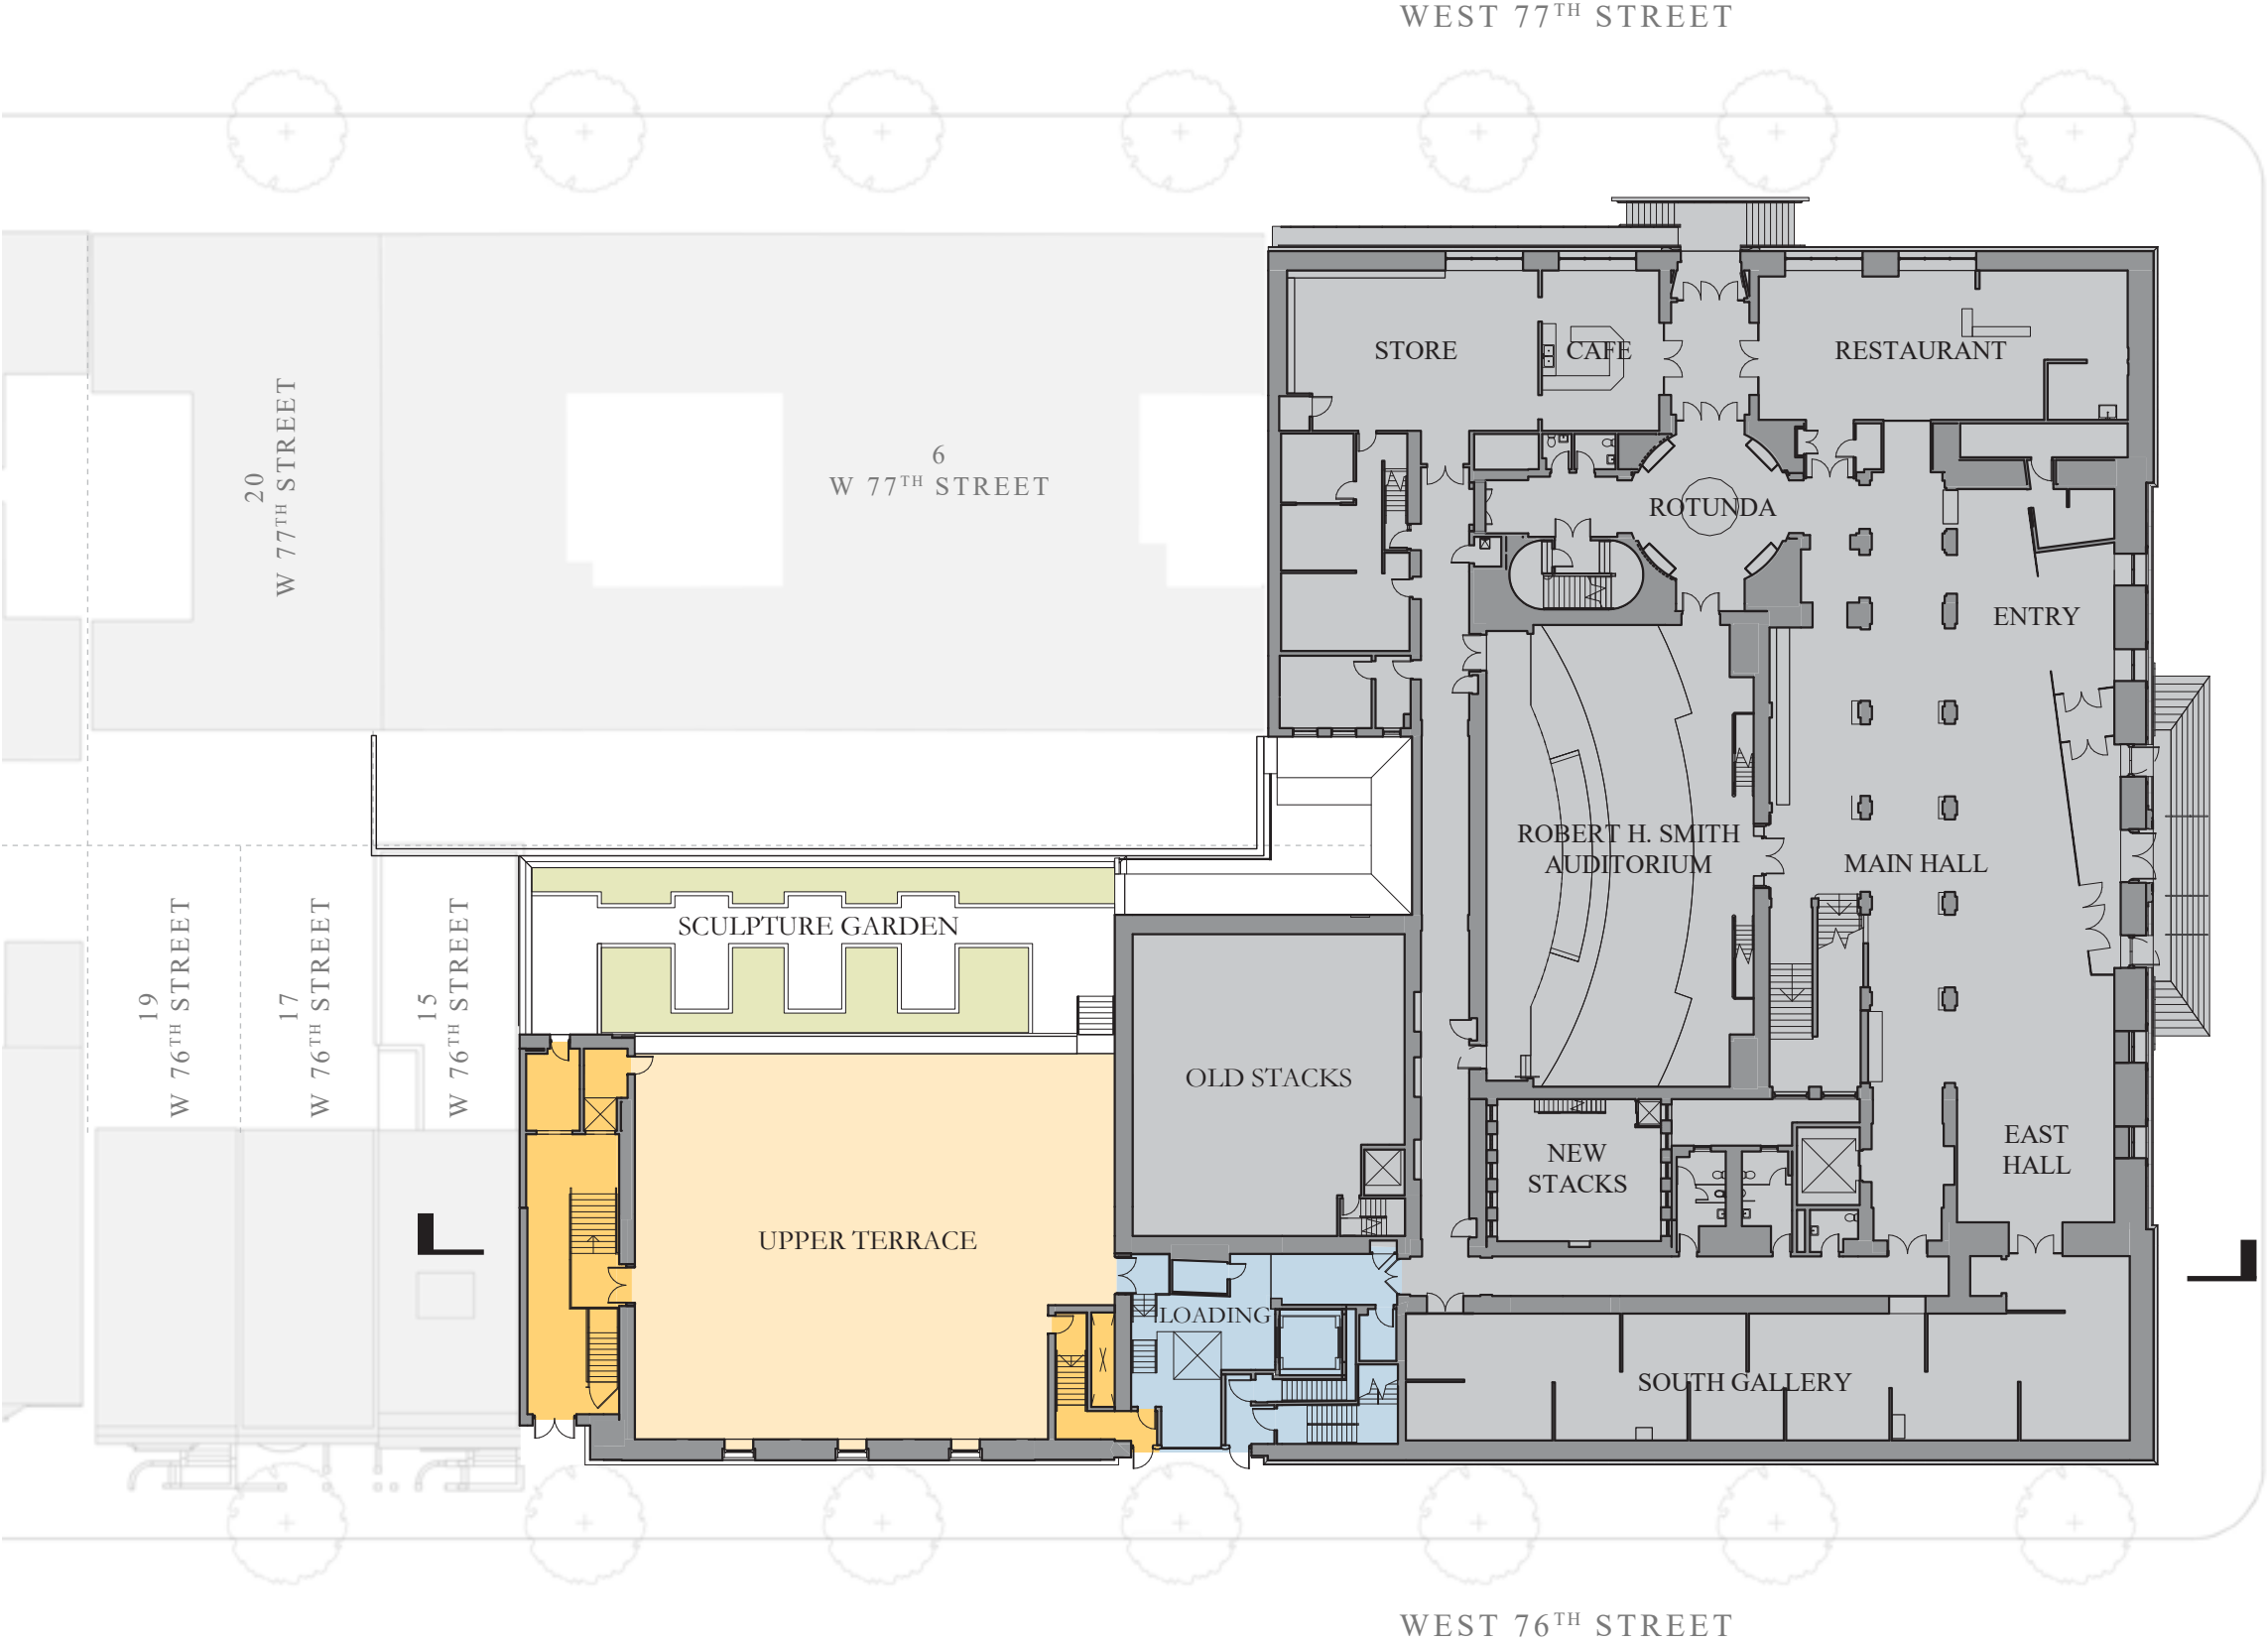 WEST 77TH STREET
STORE
CAFE
RESTAURANT
20
W 77TH STREET
6
W 77TH STREET
ROTUNDA
ENTRY
ROBERT H. SMITH
AUDITORIUM
MAIN HALL
SCULPTURE GARDEN
19
W 76TH STREET
17
W 76TH STREET
15
W 76TH STREET
OLD STACKS
NEW
STACKS
EAST
HALL
UPPER TERRACE
LOADING
SOUTH GALLERY
WEST 76TH STREET